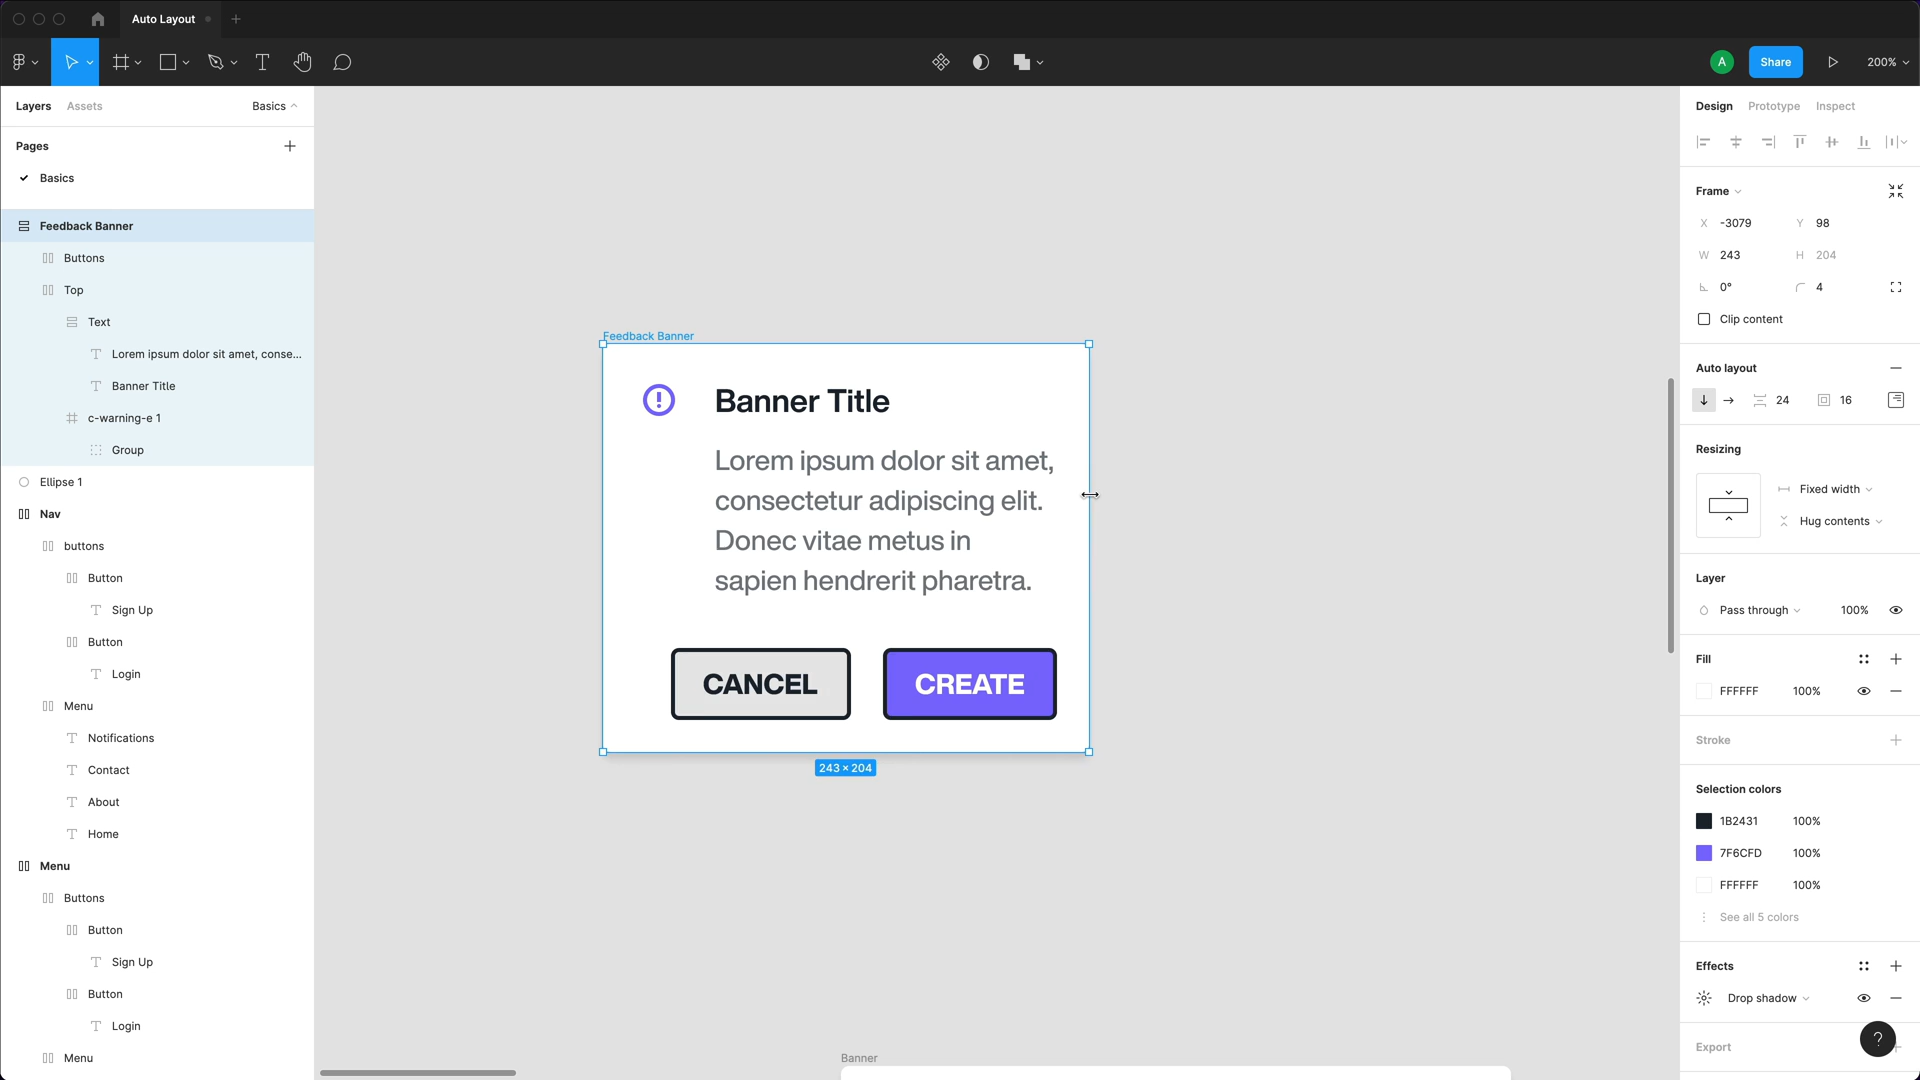 Auto Layout
A
Share
200%
Layers
Assets
Basics
Pages
Basics
Feedback Banner
Buttons
Top
Text
Lorem ipsum dolor sit amet, conse...
Banner Title
c-warning-e 1
Group
Ellipse 1
Nav
buttons
Button
Sign Up
Button
Login
Menu
Notifications
Contact
About
Home
Menu
Buttons
Button
Sign Up
Button
Login
Menu
Feedback Banner
Banner Title
Lorem ipsum dolor sit amet,
consectetur adipiscing elit.
Donec vitae metus in
sapien hendrerit pharetra.
CANCEL
CREATE
243 × 204
Banner
Design
Prototype
Inspect
Frame
X -3079 Y 98
W 243 H 204
0° 4
Clip content
Auto layout
24 16
Resizing
Fixed width
Hug contents
Layer
Pass through 100%
Fill
FFFFFF 100%
Stroke
Selection colors
1B2431 100%
7F6CFD 100%
FFFFFF 100%
See all 5 colors
Effects
Drop shadow
Export
?